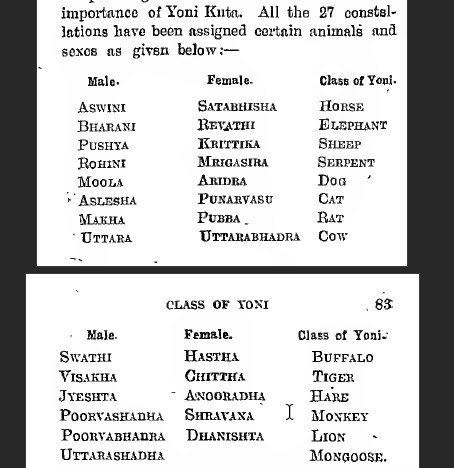 importance of Yoni Kuta. All the 27 constel-
lations have been assigned certain animals and
sexes as given below:—
Male. Female. Class of Yoni.
ASWINI SATABHISHA HORSE
BHARANI REVATHI ELEPHANT
PUSHYA KRITTIKA SHEEP
ROHINI MRIGASIRA SERPENT
MOOLA ARIDRA DOG
ASLESHA PUNARVASU CAT
MAKHA PUBBA RAT
UTTARA UTTARABHADRA COW
CLASS OF YONI 83
Male. Female. Class of Yoni.
SWATHI HASTHA BUFFALO
VISAKHA CHITTHA TIGER
JYESHTA ANOORADHA HARE
POORVASHADHA SHRAVANA MONKEY
POORVABHADRA DHANISHTA LION
UTTARASHADHA MONGOOSE.